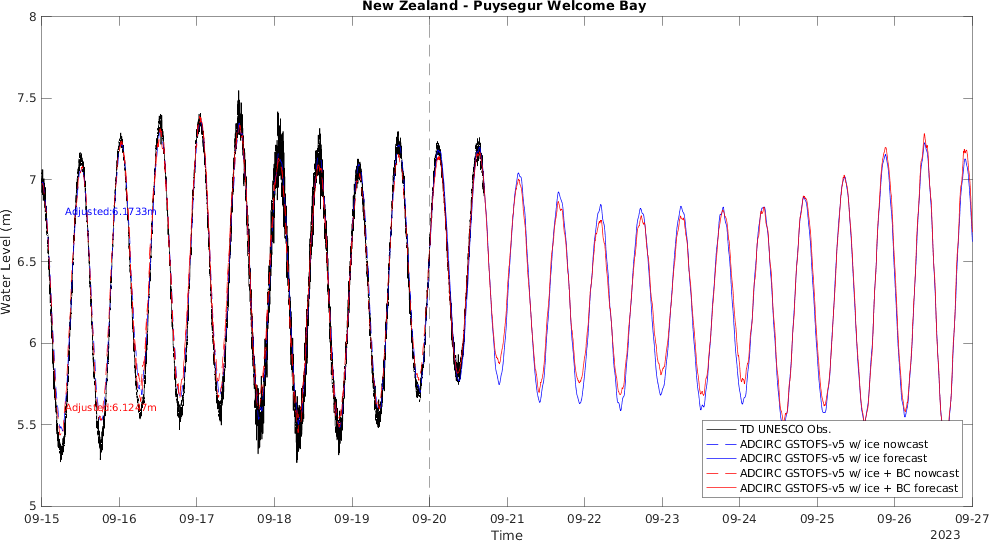 New Zealand - Puysegur Welcome Bay
8
7.5
7
6.5
6
5.5
5
Water Level (m)
Adjusted:6.1733m
Adjusted:6.1247m
TD UNESCO Obs.
ADCIRC GSTOFS-v5 w/ ice nowcast
ADCIRC GSTOFS-v5 w/ ice forecast
ADCIRC GSTOFS-v5 w/ ice + BC nowcast
ADCIRC GSTOFS-v5 w/ ice + BC forecast
09-15 09-16 09-17 09-18 09-19 09-20 09-21 09-22 09-23 09-24 09-25 09-26 09-27
Time
2023